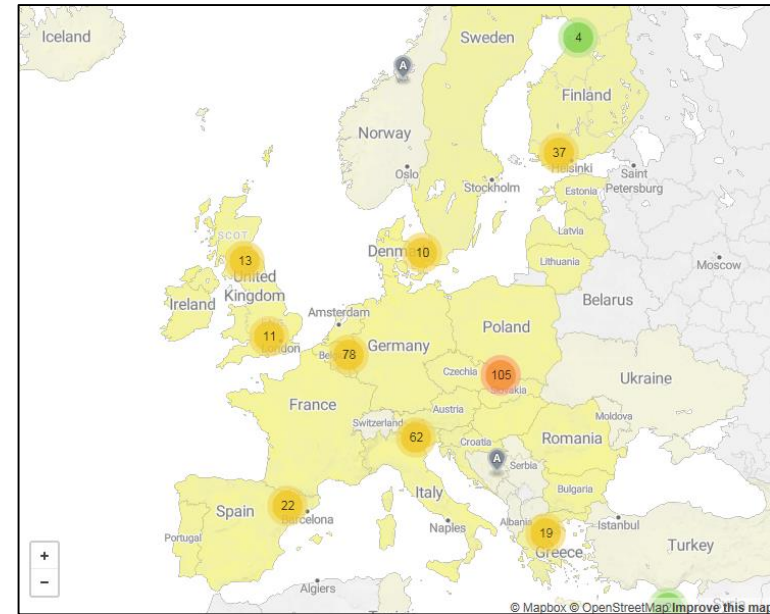 Iceland
Sweden
4
Finland
A
Norway
37
Helsinki
Oslo
Saint
Petersburg
Stockholm
Estonia
SCOT
Latvia
Denm
10
13
Lithuania
Moscow
United
Kingdom
Ireland
Belarus
Amsterdam
11
London
Poland
78
Germany
Czechia
105
Ukraine
France
Austria
Moldova
Switzerland
62
Croatia
Romania
A
Serbia
Italy
Bulgaria
22
Spain
Barcelona
Portugal
Naples
Albania
19
Istanbul
Greece
Turkey
+
−
Algiers
© Mapbox © OpenStreetMap Improve this map